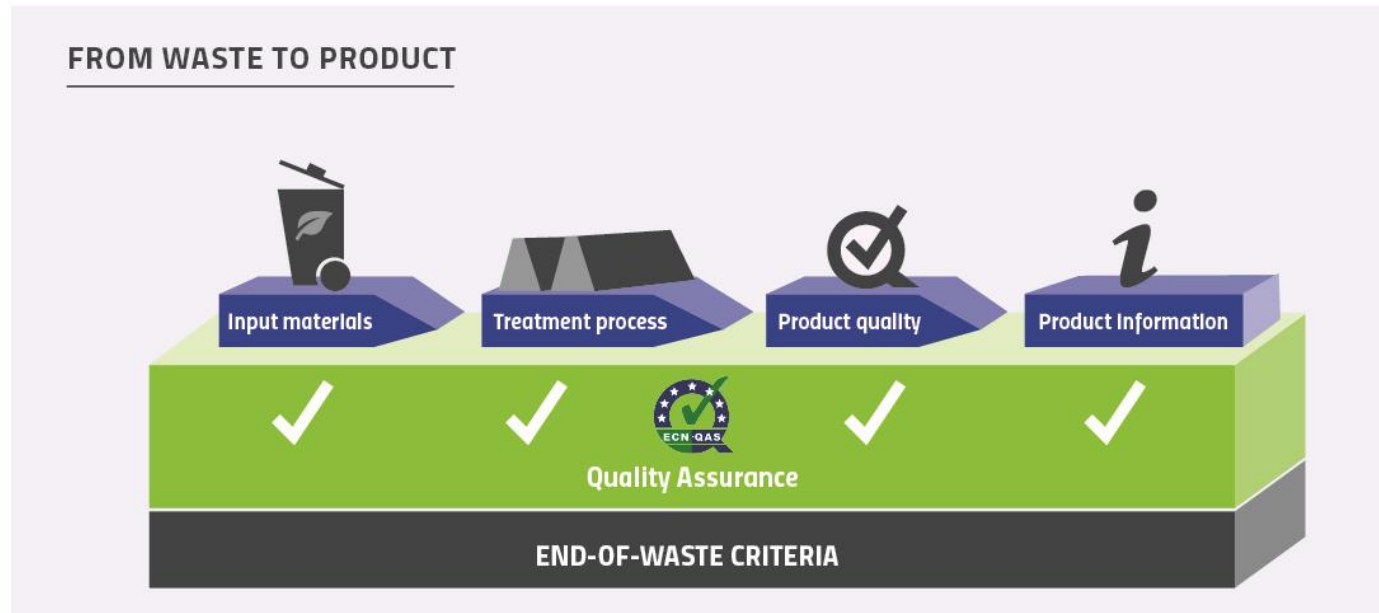 FROM WASTE TO PRODUCT
Input materials
Treatment process
Product quality
Product Information
ECN QAS
Quality Assurance
END-OF-WASTE CRITERIA